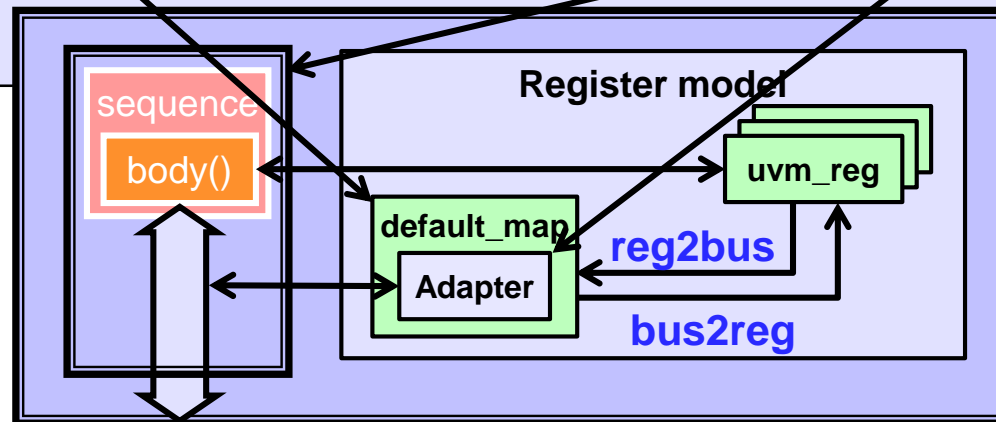 Register model
sequence
body()
uvm_reg
default_map
reg2bus
Adapter
bus2reg